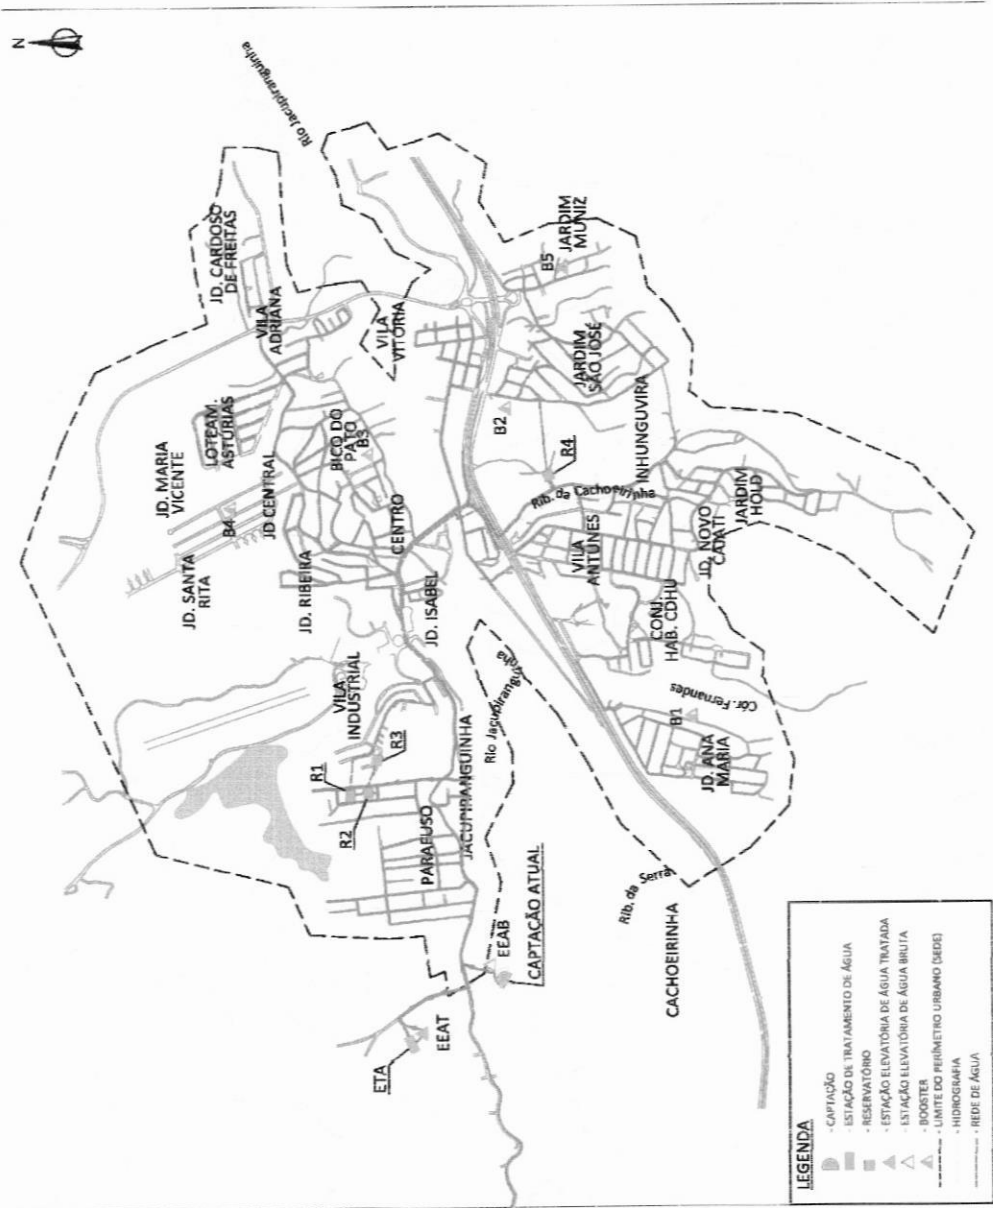 N
Rio Jacupiranguinha
JD. CARDOSO
DE FREITAS
VILA
ADRIANA
VILA
VITÓRIA
B5
JARDIM
MUNIZ
JARDIM
SÃO JOSÉ
LOTEAM.
ASTURIAS
BICO DO
PATO
B3
B2
INHUNGUVIRA
R4
JD. MARIA
VICENTE
B4
JD CENTRAL
CENTRO
Rib. da Cachoeirinha
JARDIM
HOLD
JD. NOVO
CAJATI
VILA
ANTUNES
JD. SANTA
RITA
JD. RIBEIRA
JD. ISABEL
CONJ.
HAB. CDHU
VILA
INDUSTRIAL
Rio Jacupiranguinha
Cór. Fernandes
B1
R1
R3
R2
JD. ANA
MARIA
JACUPIRANGUINHA
PARAFUSO
Rib. da Serra
CACHOEIRINHA
EEAB
CAPTAÇÃO ATUAL
EEAT
ETA
LEGENDA
- CAPTAÇÃO
- ESTAÇÃO DE TRATAMENTO DE ÁGUA
- RESERVATÓRIO
- ESTAÇÃO ELEVATÓRIA DE ÁGUA TRATADA
- ESTAÇÃO ELEVATÓRIA DE ÁGUA BRUTA
- BOOSTER
- LIMITE DO PERÍMETRO URBANO (SEDE)
- HIDROGRAFIA
- REDE DE ÁGUA